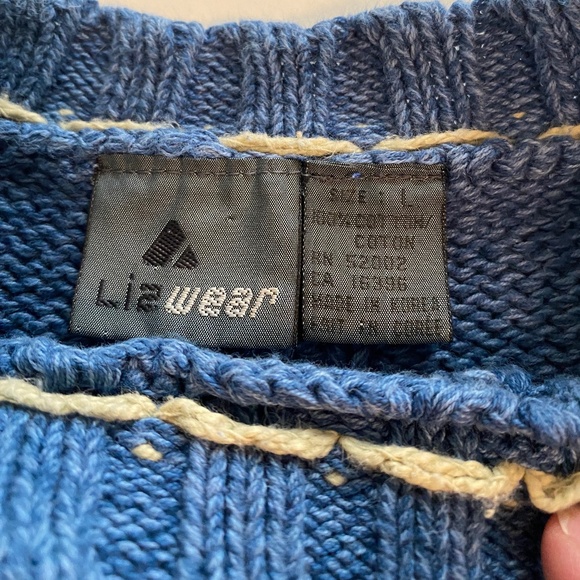 Liz wear
SIZE : L
100% COTTON/
COTON
RN 52002
CA 16396
MADE IN KOREA
FAIT EN COREE